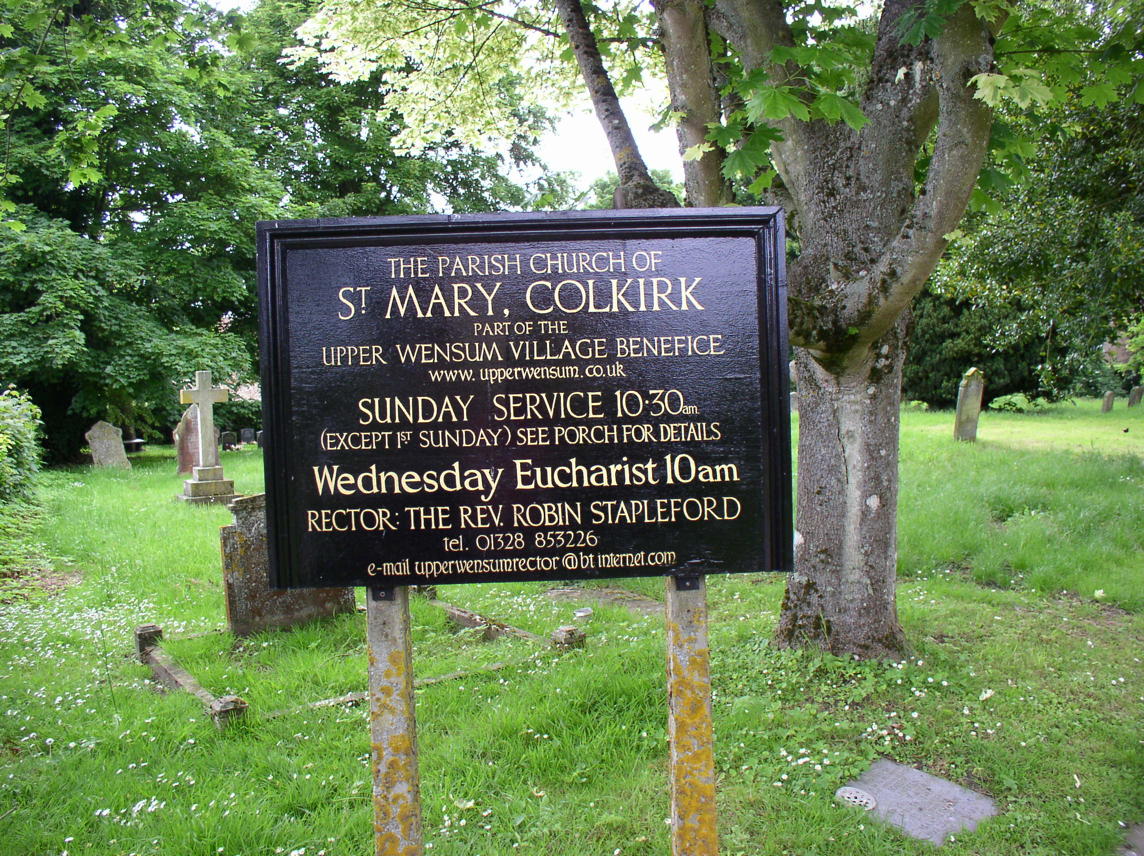 THE PARISH CHURCH OF
ST MARY, COLKIRK
PART OF THE
UPPER WENSUM VILLAGE BENEFICE
www.upperwensum.co.uk
SUNDAY SERVICE 10·30am
(EXCEPT 1ST SUNDAY) SEE PORCH FOR DETAILS
Wednesday Eucharist 10am
RECTOR: THE REV. ROBIN STAPLEFORD
tel. 01328 853226
e-mail upperwensumrector@btinternet.com